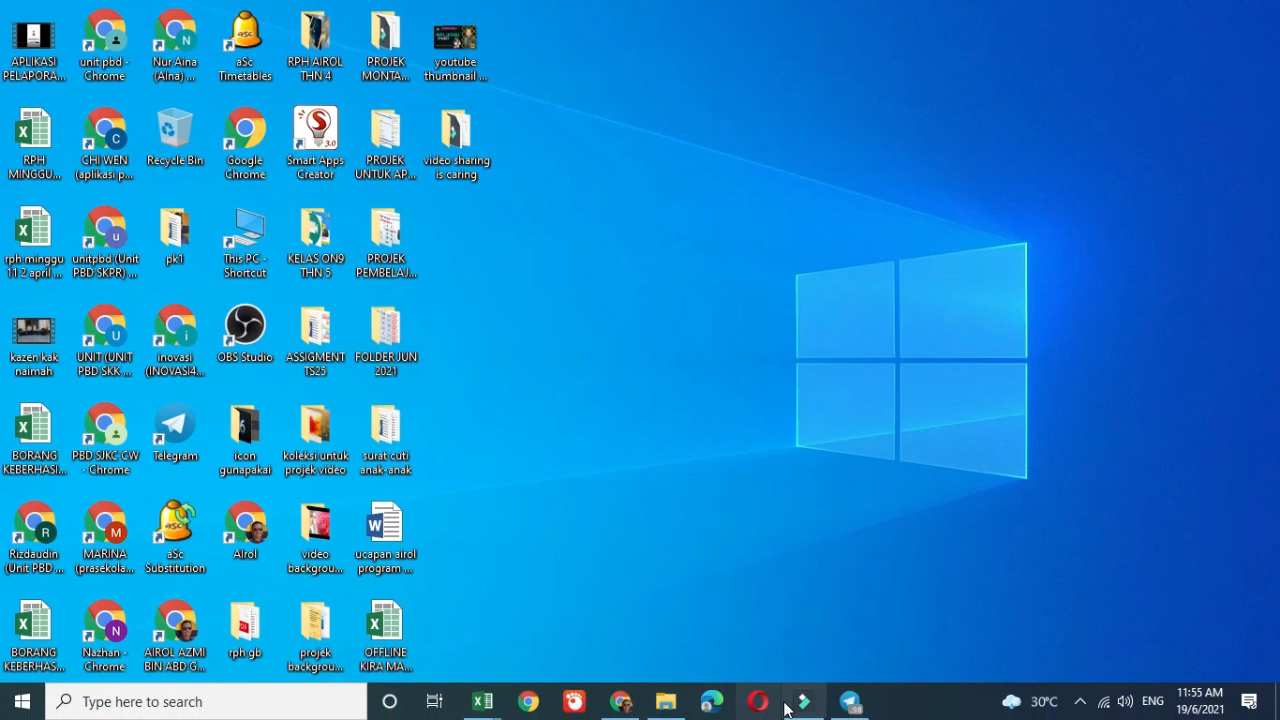 APLIKASI
PELAPORA...
unit pbd -
Chrome
Nur Aina
(Alna) ...
aSc
Timetables
RPH AIROL
THN 4
PROJEK
MONTA...
youtube
thumbnail ...
RPH
MINGGU...
CHI WEN
(aplikasi p...
Recycle Bin
Google
Chrome
Smart Apps
Creator
PROJEK
UNTUK AP...
video sharing
is caring
rph minggu
11 2 april ...
unitpbd (Unit
PBD SKPR) ...
pk1
This PC -
Shortcut
KELAS ON9
THN 5
PROJEK
PEMBELAJ...
kazen kak
naimah
UNIT (UNIT
PBD SKK ...
inovasi
(INOVASI4...
OBS Studio
ASSIGMENT
TS25
FOLDER JUN
2021
BORANG
KEBERHASI...
PBD SJKC CW
- Chrome
Telegram
icon
gunapakai
koleksi untuk
projek video
surat cuti
anak-anak
Rizdaudin
(Unit PBD ...
MARINA
(prasekola...
aSc
Substitution
AIrol
video
backgrou...
ucapan airol
program ...
BORANG
KEBERHASI...
Nazhan -
Chrome
AIROL AZMI
BIN ABD G...
rph gb
projek
backgrou...
OFFLINE
KIRA MA...
Type here to search
30°C
ENG
11:55 AM
19/6/2021